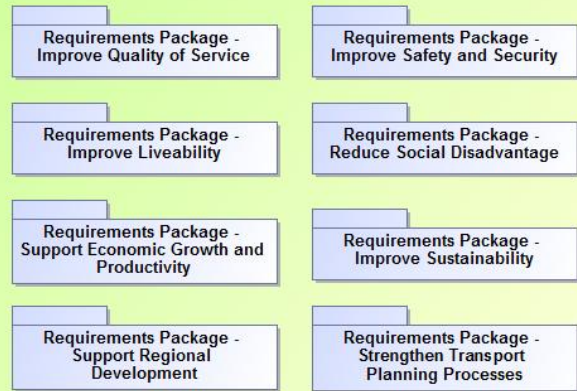 Requirements Package -
Improve Quality of Service
Requirements Package -
Improve Safety and Security
Requirements Package -
Improve Liveability
Requirements Package -
Reduce Social Disadvantage
Requirements Package -
Support Economic Growth and
Productivity
Requirements Package -
Improve Sustainability
Requirements Package -
Support Regional
Development
Requirements Package -
Strengthen Transport
Planning Processes